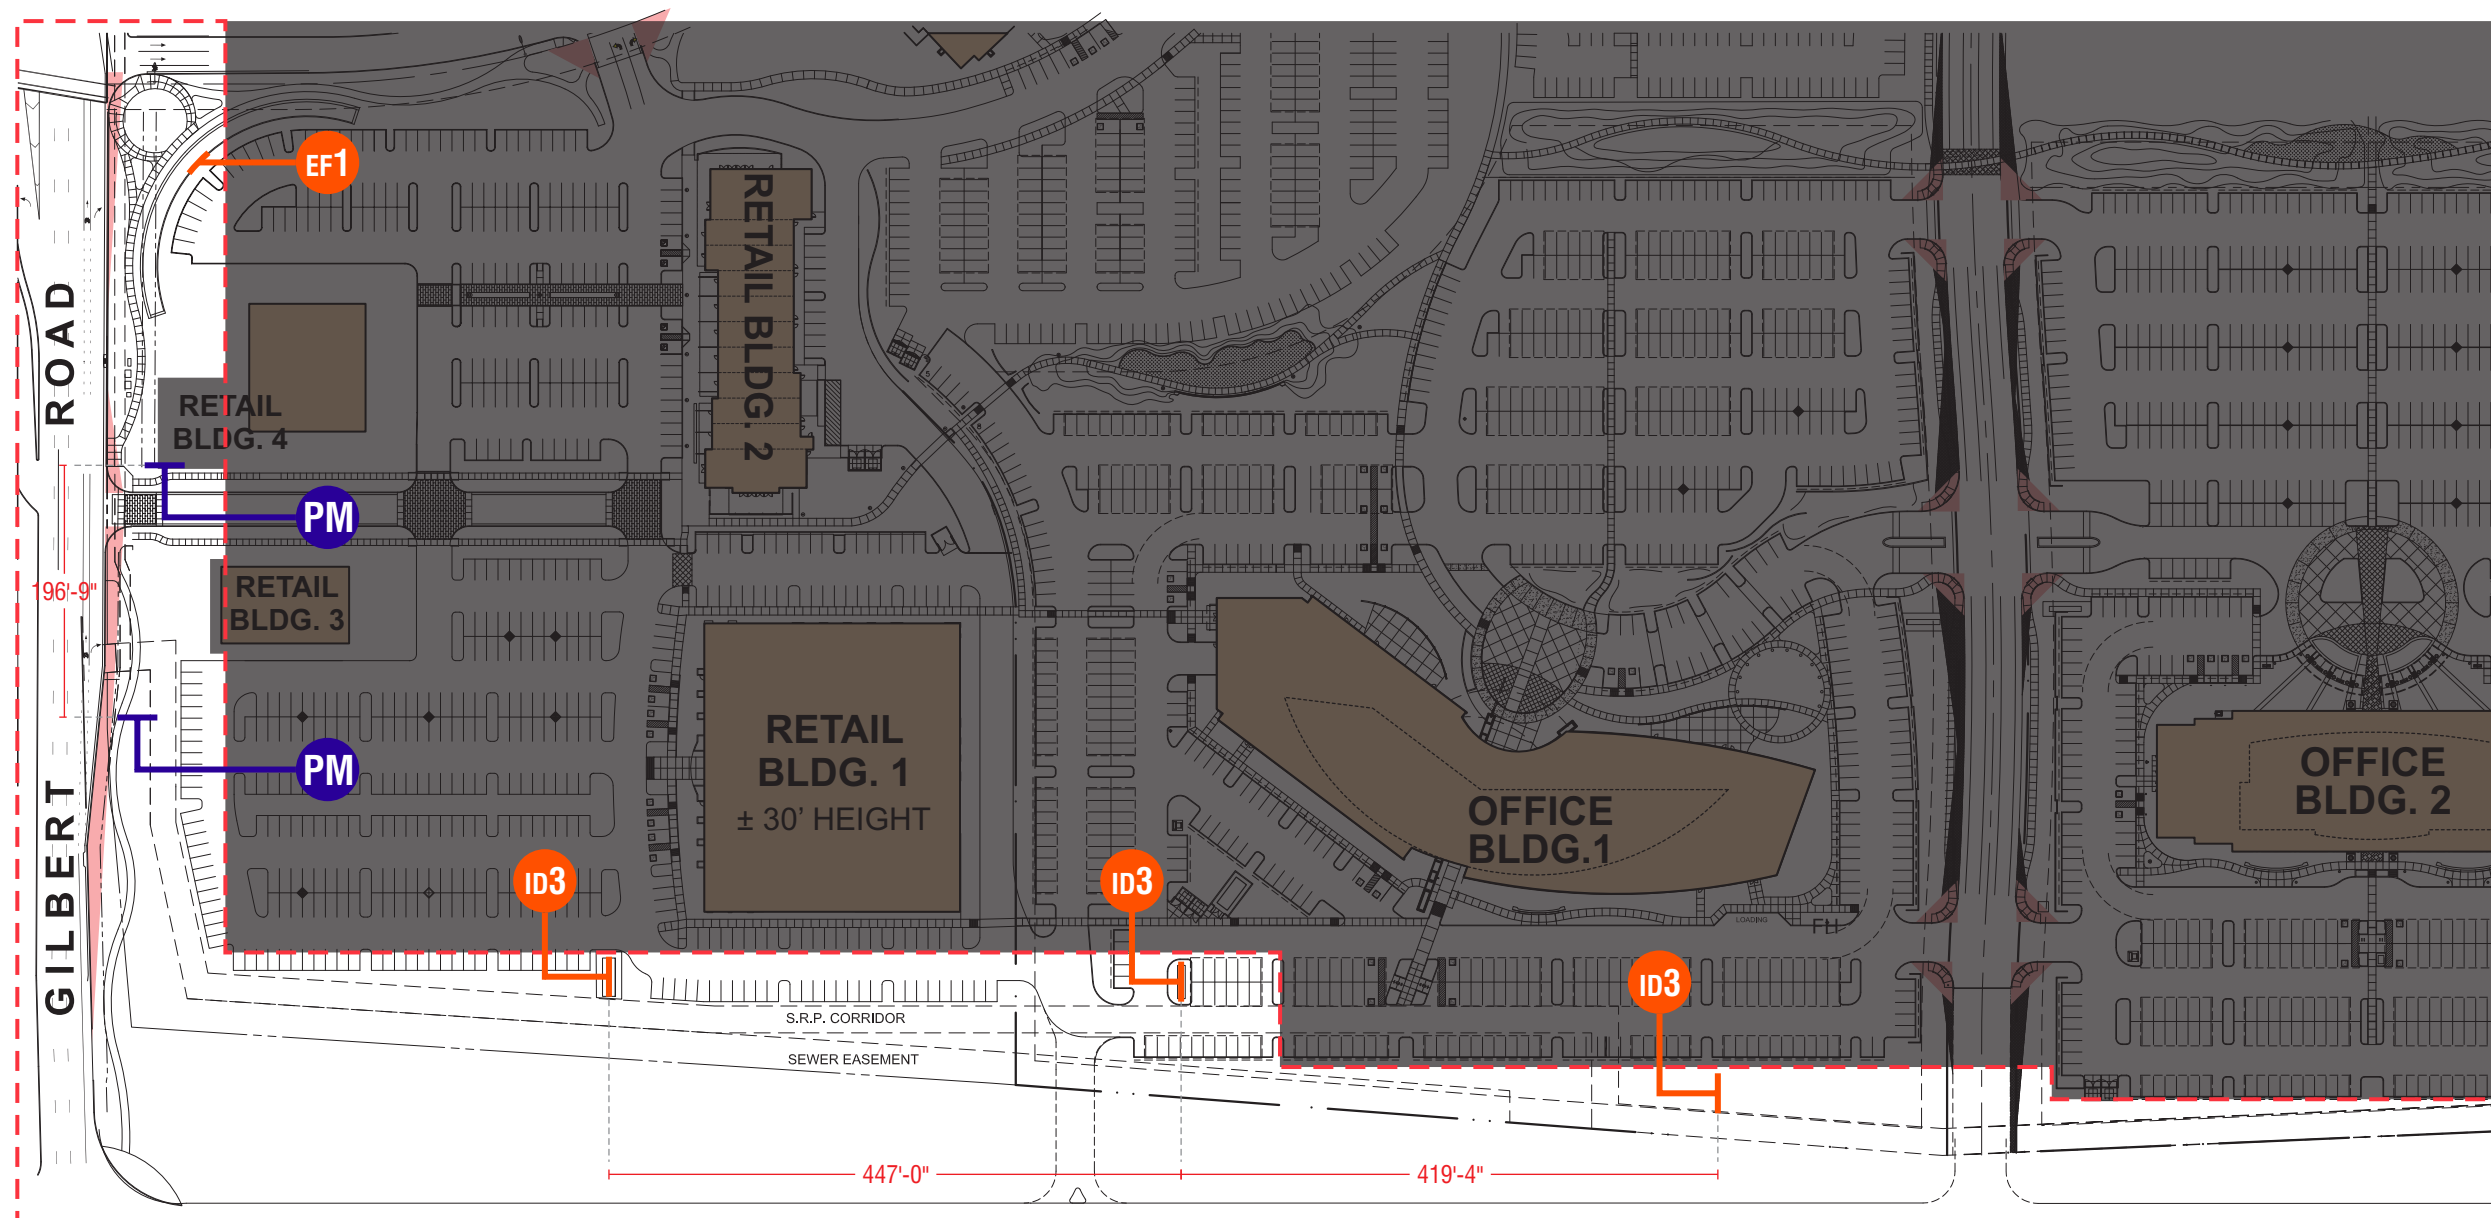 EF1
RETAIL BLDG. 2
ROAD
RETAIL
BLDG. 4
PM
196'-9"
RETAIL
BLDG. 3
PM
GILBERT
RETAIL
BLDG. 1
± 30’ HEIGHT
OFFICE
BLDG.1
OFFICE
BLDG. 2
ID3
ID3
ID3
LOADING
S.R.P. CORRIDOR
SEWER EASEMENT
447'-0"
419'-4"